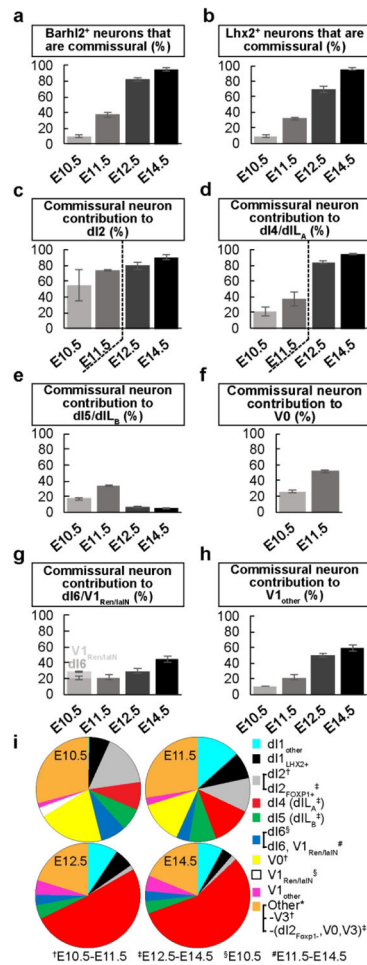 a
Barhl2⁺ neurons that
are commissural (%)
100
80
60
40
20
0
E10.5
E11.5
E12.5
E14.5
b
Lhx2⁺ neurons that are
commissural (%)
100
80
60
40
20
0
E10.5
E11.5
E12.5
E14.5
c
Commissural neuron
contribution to
dI2 (%)
100
80
60
40
20
0
E10.5
E11.5
E12.5
E14.5
d
Commissural neuron
contribution to
dI4/dIL_A (%)
100
80
60
40
20
0
E10.5
E11.5
E12.5
E14.5
e
Commissural neuron
contribution to
dI5/dIL_B (%)
100
80
60
40
20
0
E10.5
E11.5
E12.5
E14.5
f
Commissural neuron
contribution to
V0 (%)
100
80
60
40
20
0
E10.5
E11.5
g
Commissural neuron
contribution to
dI6/V1_Ren/IaIN (%)
100
80
60
40
20
0
V1_Ren/IaIN
dI6
E10.5
E11.5
E12.5
E14.5
h
Commissural neuron
contribution to
V1_other (%)
100
80
60
40
20
0
E10.5
E11.5
E12.5
E14.5
i
E10.5
E11.5
E12.5
E14.5
dI1_other
dI1_LHX2+
dI2†
dI2_FOXP1+‡
dI4 (dIL_A‡)
dI5 (dIL_B‡)
dI6§
dI6, V1_Ren/IaIN#
V0†
V1_Ren/IaIN§
V1_other
Other*
-V3†
-(dI2_Foxp1-,V0,V3)‡
†E10.5-E11.5 ‡E12.5-E14.5 §E10.5 #E11.5-E14.5